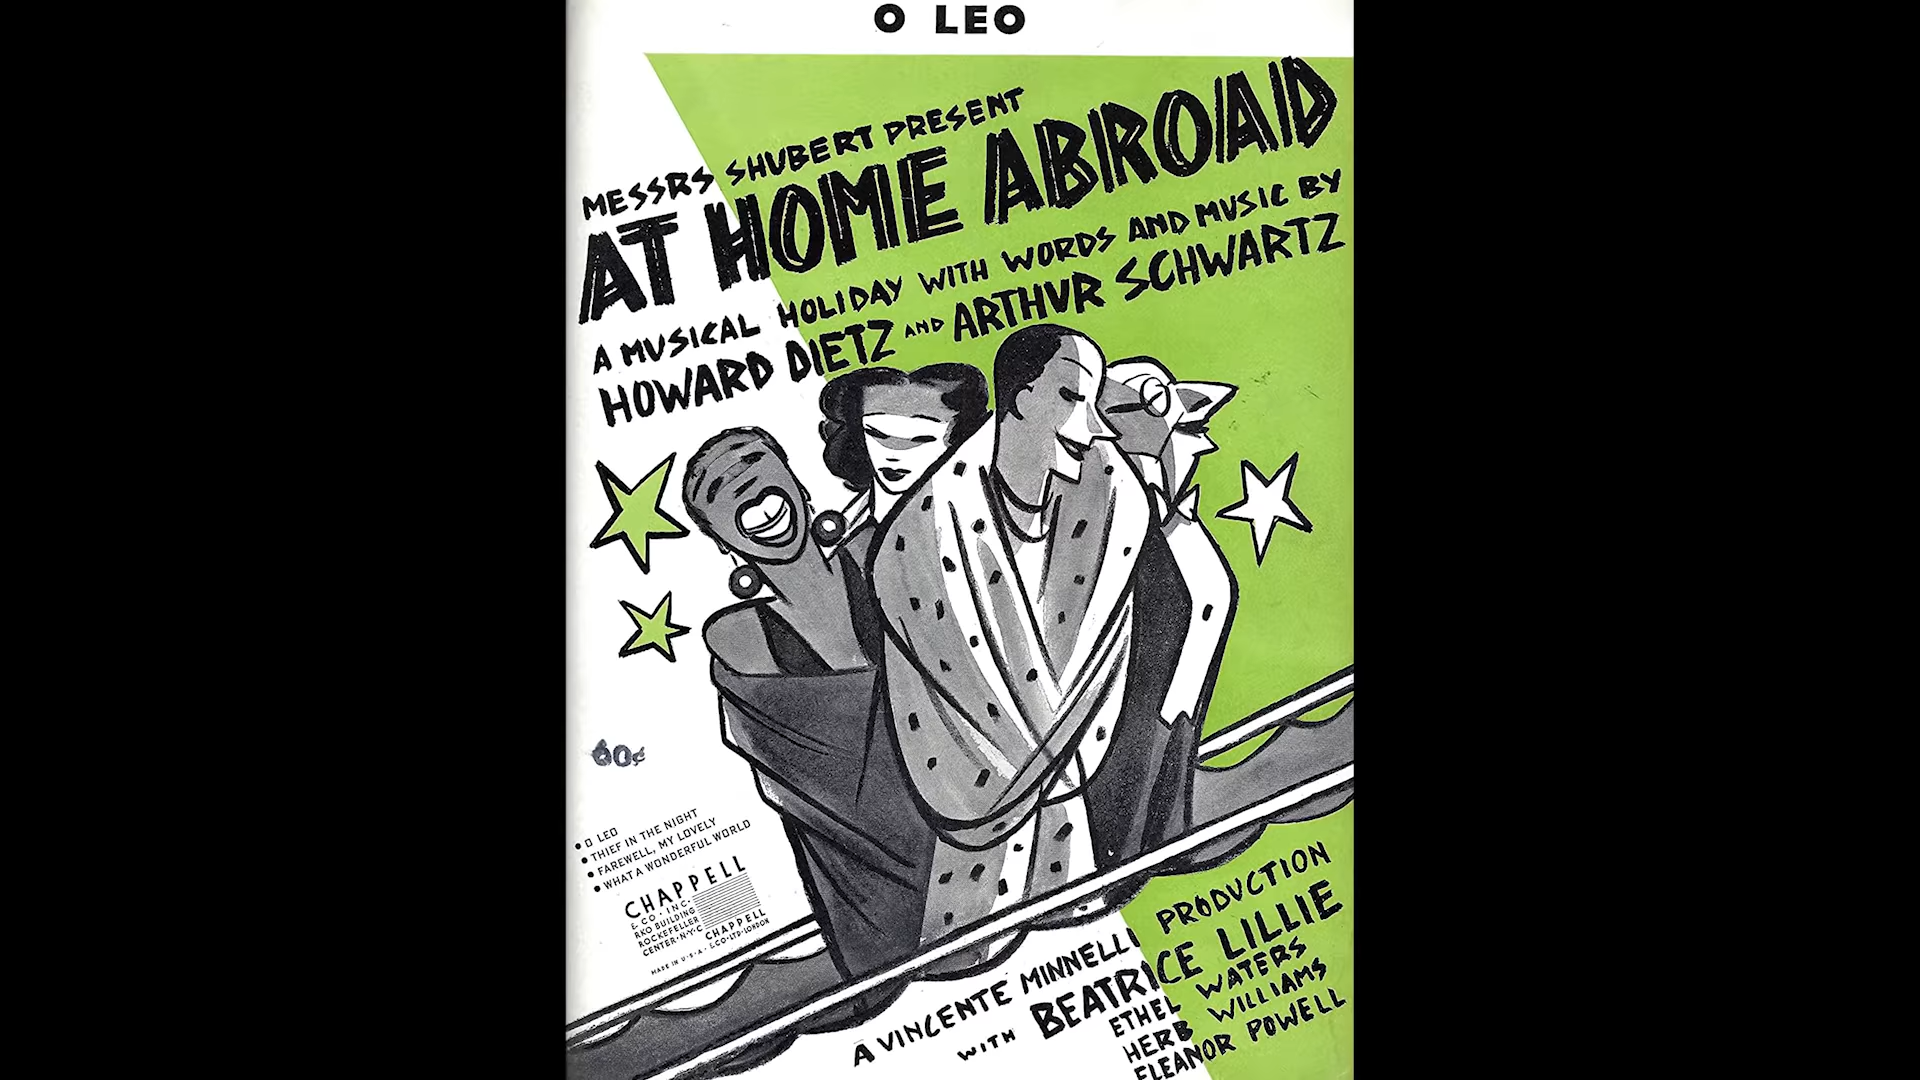 O LEO
MESSRS SHUBERT PRESENT
AT HOME ABROAD
A MUSICAL HOLIDAY WITH WORDS AND MUSIC BY
HOWARD DIETZ AND ARTHUR SCHWARTZ
60¢
• O LEO
• THIEF IN THE NIGHT
• FAREWELL, MY LOVELY
• WHAT A WONDERFUL WORLD
CHAPPELL
& CO · INC ·
RKO BUILDING
ROCKEFELLER
CENTER · N · Y · C
CHAPPELL
& CO · LTD · LONDON
MADE IN U · S · A ·
A VINCENTE MINNELLI PRODUCTION
WITH BEATRICE LILLIE
ETHEL WATERS
HERB WILLIAMS
ELEANOR POWELL